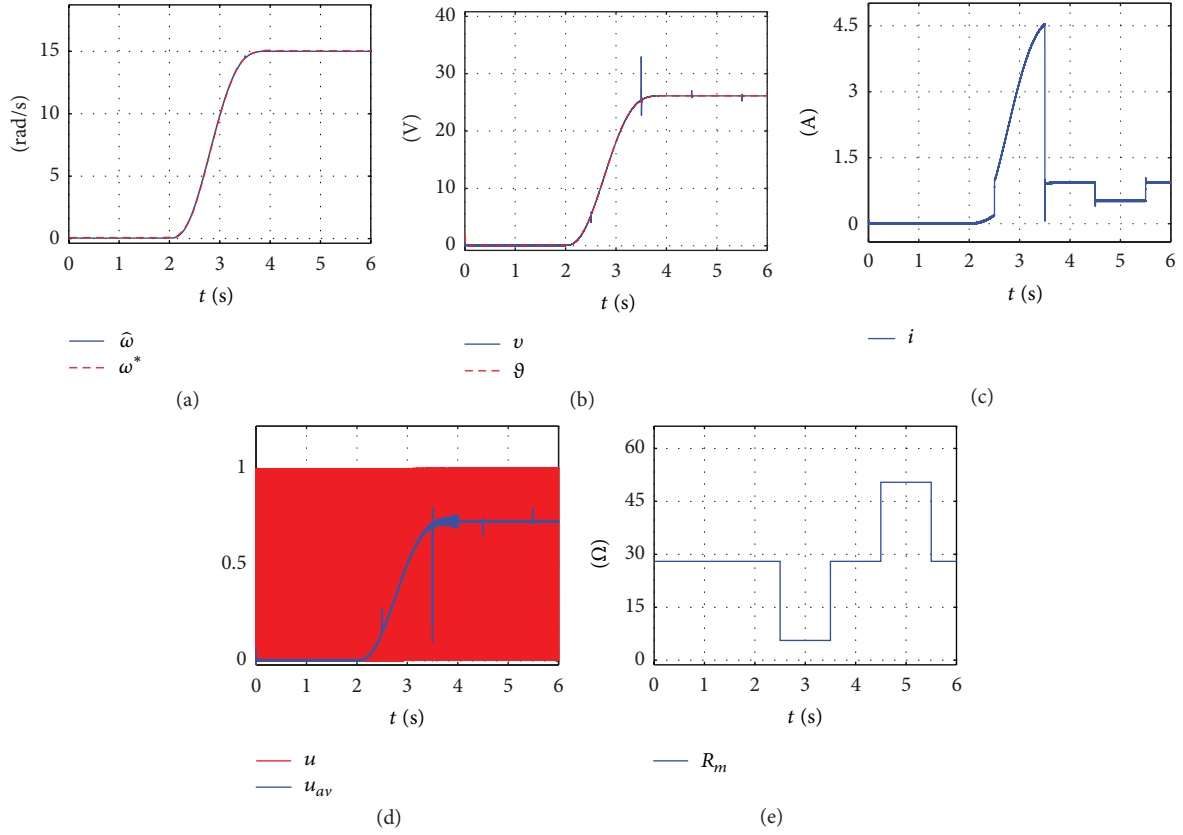 (rad/s)
15
10
5
0
0 1 2 3 4 5 6
t (s)
ω̂
ω*
(a)
(V)
40
30
20
10
0
0 1 2 3 4 5 6
t (s)
υ
ϑ
(b)
(A)
4.5
3
1.5
0
0 1 2 3 4 5 6
t (s)
i
(c)
1
0.5
0
0 1 2 3 4 5 6
t (s)
u
u_av
(d)
(Ω)
60
45
30
15
0
0 1 2 3 4 5 6
t (s)
R_m
(e)